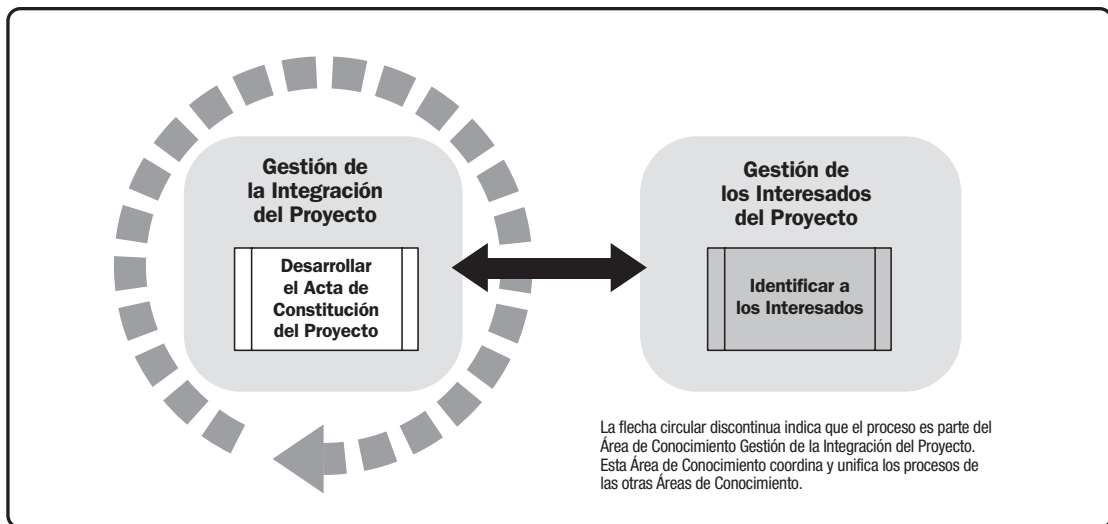 Gestión de
la Integración
del Proyecto
Desarrollar
el Acta de
Constitución
del Proyecto
Gestión de
los Interesados
del Proyecto
Identificar a
los Interesados
La flecha circular discontinua indica que el proceso es parte del
Área de Conocimiento Gestión de la Integración del Proyecto.
Esta Área de Conocimiento coordina y unifica los procesos de
las otras Áreas de Conocimiento.